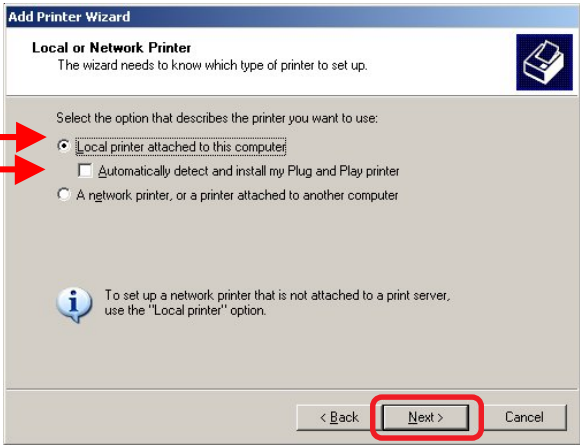 Add Printer Wizard
Local or Network Printer
The wizard needs to know which type of printer to set up.
Select the option that describes the printer you want to use:
Local printer attached to this computer
Automatically detect and install my Plug and Play printer
A network printer, or a printer attached to another computer
To set up a network printer that is not attached to a print server,
use the "Local printer" option.
< Back Next > Cancel